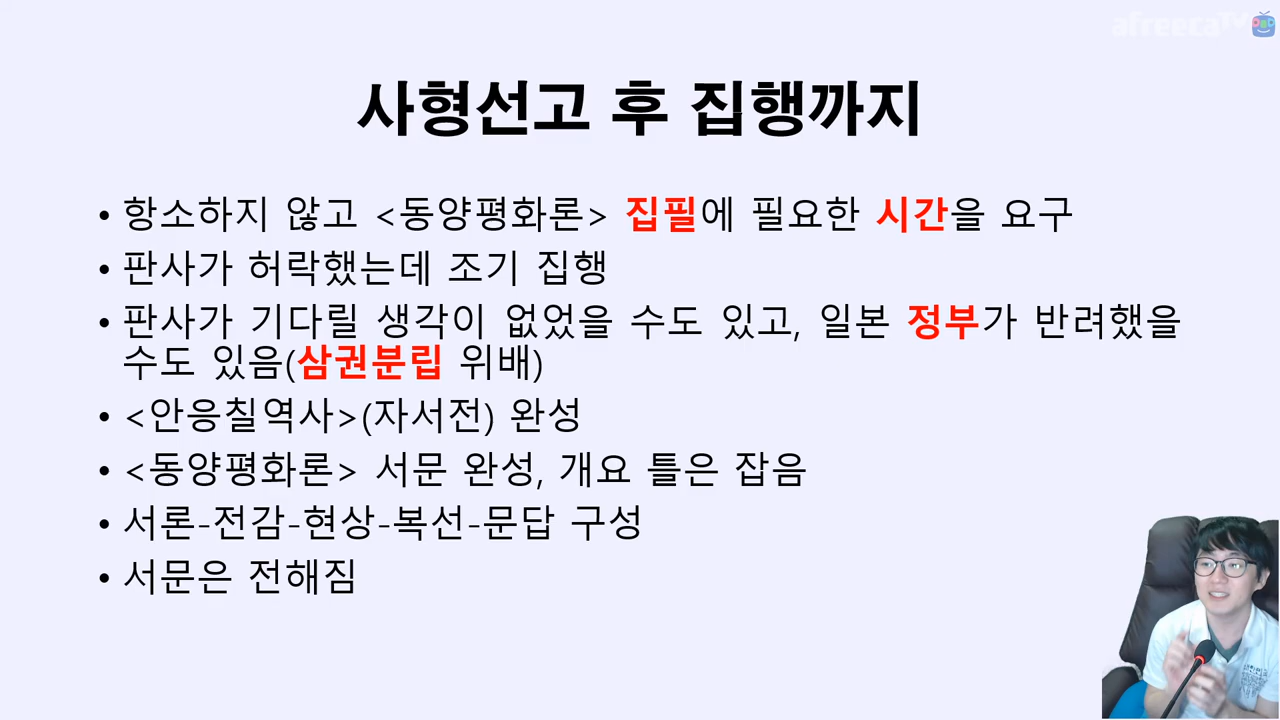 afreecaTV
사형선고 후 집행까지
• 항소하지 않고 <동양평화론> 집필에 필요한 시간을 요구
• 판사가 허락했는데 조기 집행
• 판사가 기다릴 생각이 없었을 수도 있고, 일본 정부가 반려했을
수도 있음(삼권분립 위배)
• <안응칠역사>(자서전) 완성
• <동양평화론> 서문 완성, 개요 틀은 잡음
• 서론-전감-현상-복선-문답 구성
• 서문은 전해짐